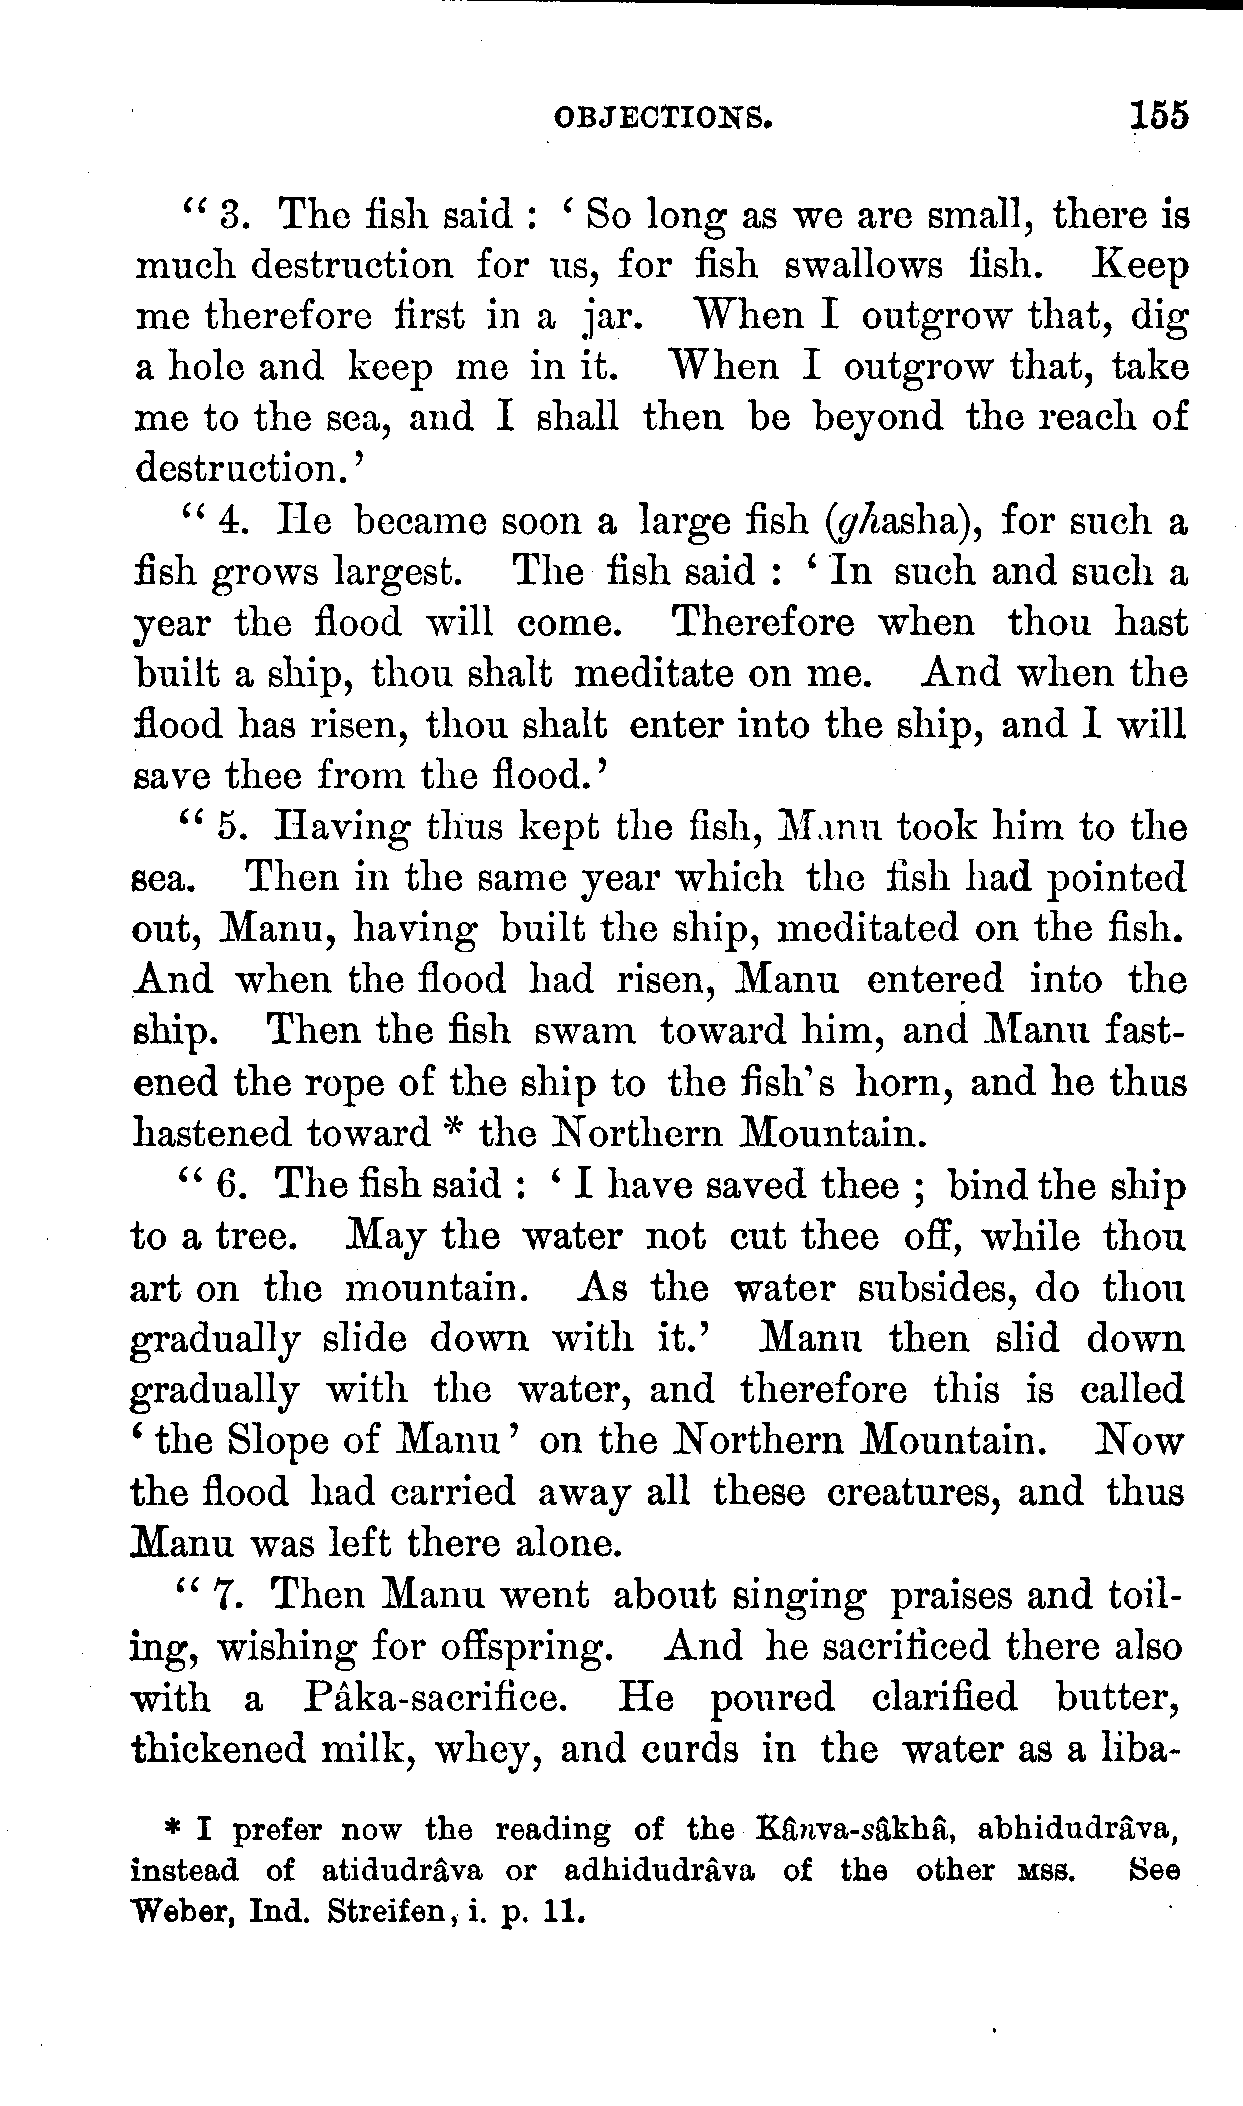 OBJECTIONS. 155
“ 3. The fish said : ‘ So long as we are small, there is
much destruction for us, for fish swallows fish. Keep
me therefore first in a jar. When I outgrow that, dig
a hole and keep me in it. When I outgrow that, take
me to the sea, and I shall then be beyond the reach of
destruction.’
“ 4. He became soon a large fish (ghasha), for such a
fish grows largest. The fish said : ‘ In such and such a
year the flood will come. Therefore when thou hast
built a ship, thou shalt meditate on me. And when the
flood has risen, thou shalt enter into the ship, and I will
save thee from the flood.’
“ 5. Having thus kept the fish, Manu took him to the
sea. Then in the same year which the fish had pointed
out, Manu, having built the ship, meditated on the fish.
And when the flood had risen, Manu entered into the
ship. Then the fish swam toward him, and Manu fast-
ened the rope of the ship to the fish's horn, and he thus
hastened toward * the Northern Mountain.
“ 6. The fish said : ‘ I have saved thee ; bind the ship
to a tree. May the water not cut thee off, while thou
art on the mountain. As the water subsides, do thou
gradually slide down with it.’ Manu then slid down
gradually with the water, and therefore this is called
‘ the Slope of Manu ’ on the Northern Mountain. Now
the flood had carried away all these creatures, and thus
Manu was left there alone.
“ 7. Then Manu went about singing praises and toil-
ing, wishing for offspring. And he sacrificed there also
with a Pâka-sacrifice. He poured clarified butter,
thickened milk, whey, and curds in the water as a liba-
* I prefer now the reading of the Kânva-sâkhâ, abhidudrâva,
instead of atidudrâva or adhidudrâva of the other MSS. See
Weber, Ind. Streifen, i. p. 11.